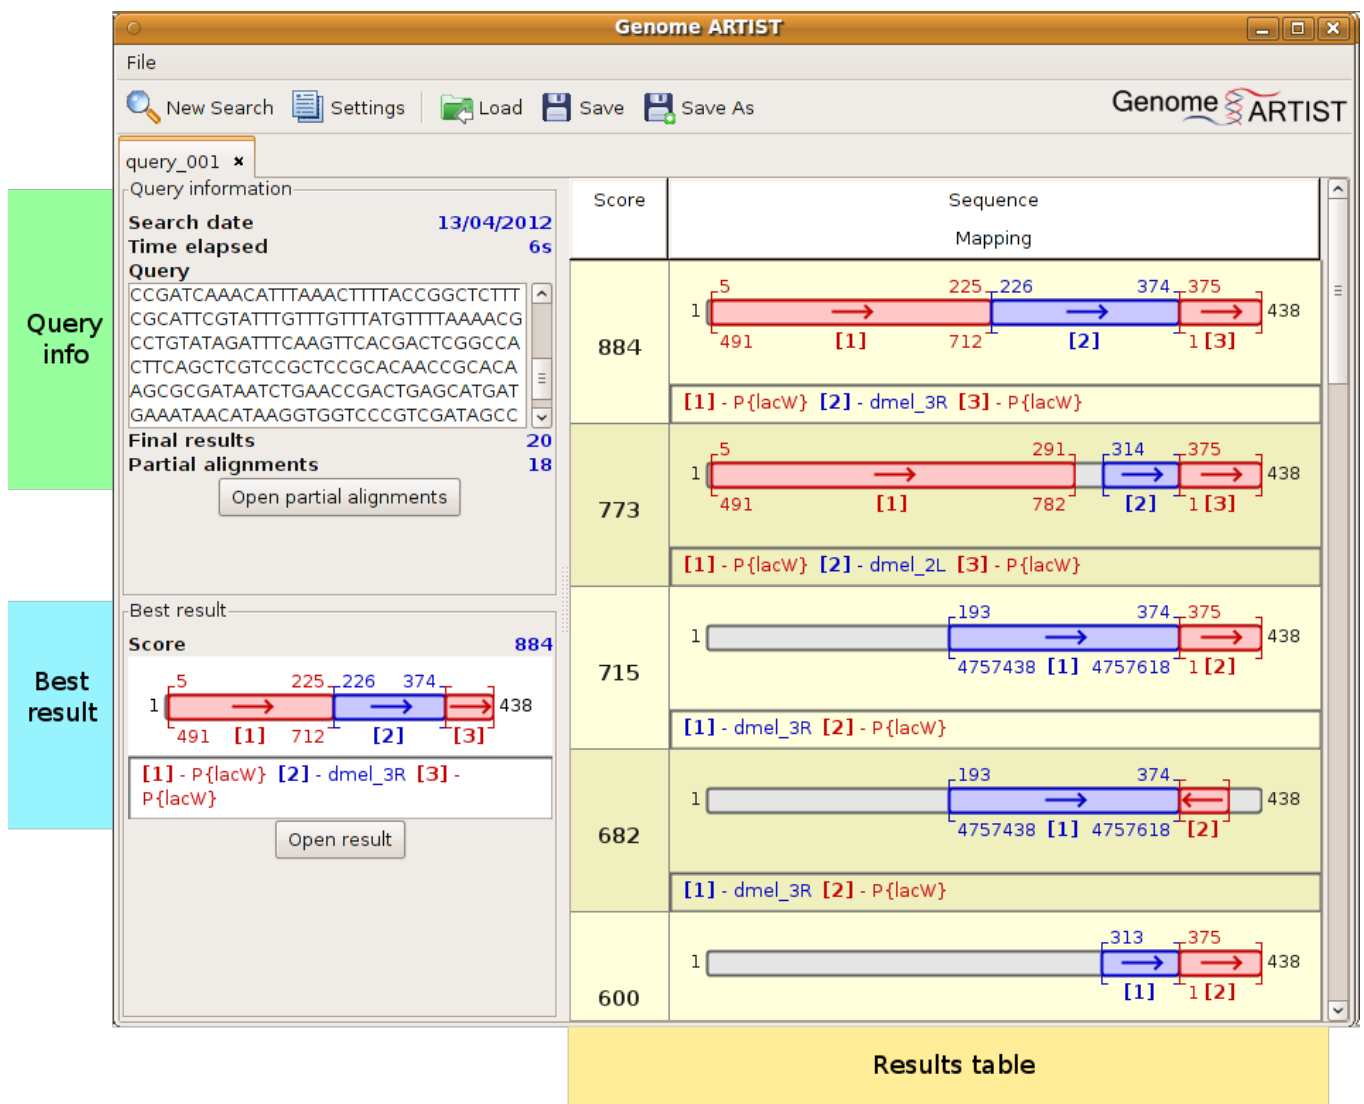 Genome ARTIST
File
New Search Settings Load Save Save As
Genome ARTIST
query_001
Query information
Search date 13/04/2012
Time elapsed 6s
Query
CCGATCAAACATTTAAACTTTTACCGGCTCTTT
CGCATTCGTATTTGTTTGTTTATGTTTTAAAACG
CCTGTATAGATTTCAAGTTCACGACTCGGCCA
CTTCAGCTCGTCCGCTCCGCACAACCGCACA
AGCGCGATAATCTGAACCGACTGAGCATGAT
GAAATAACATAAGGTGGTCCCGTCGATAGCC
Final results 20
Partial alignments 18
Open partial alignments
Query
info
Best result
Score 884
5 225 226 374
1 438
491 [1] 712 [2] [3]
[1] - P{lacW} [2] - dmel_3R [3] -
P{lacW}
Open result
Best
result
Score Sequence
Mapping
884
5 225 226 374 375
1 438
491 [1] 712 [2] 1 [3]
[1] - P{lacW} [2] - dmel_3R [3] - P{lacW}
773
5 291 314 375
1 438
491 [1] 782 [2] 1 [3]
[1] - P{lacW} [2] - dmel_2L [3] - P{lacW}
715
193 374 375
1 438
4757438 [1] 4757618 1 [2]
[1] - dmel_3R [2] - P{lacW}
682
193 374
1 438
4757438 [1] 4757618 [2]
[1] - dmel_3R [2] - P{lacW}
600
313 375
1 438
[1] 1 [2]
Results table